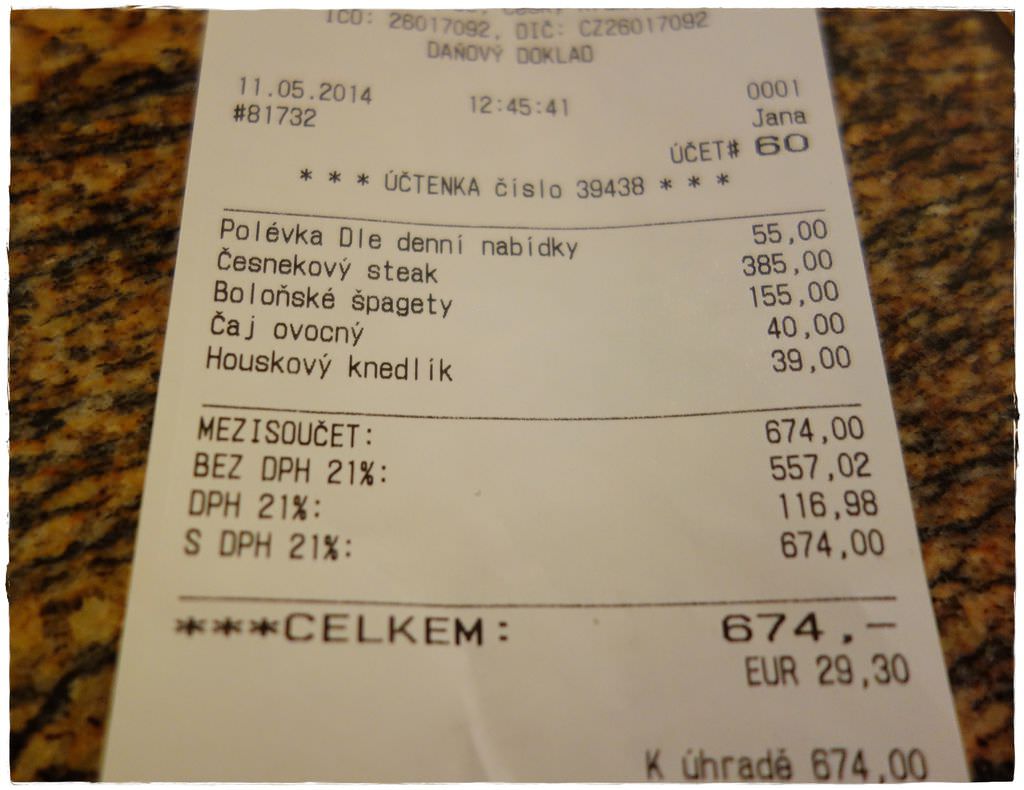 IČO: 26017092, DIČ: CZ26017092
DAŇOVÝ DOKLAD
11.05.2014 12:45:41 0001
#81732 Jana
ÚČET# 60
* * * ÚČTENKA číslo 39438 * * *
Polévka Dle denní nabídky 55,00
Česnekový steak 385,00
Boloňské špagety 155,00
Čaj ovocný 40,00
Houskový knedlík 39,00
MEZISOUČET: 674,00
BEZ DPH 21%: 557,02
DPH 21%: 116,98
S DPH 21%: 674,00
***CELKEM: 674,–
EUR 29,30
K úhradě 674,00